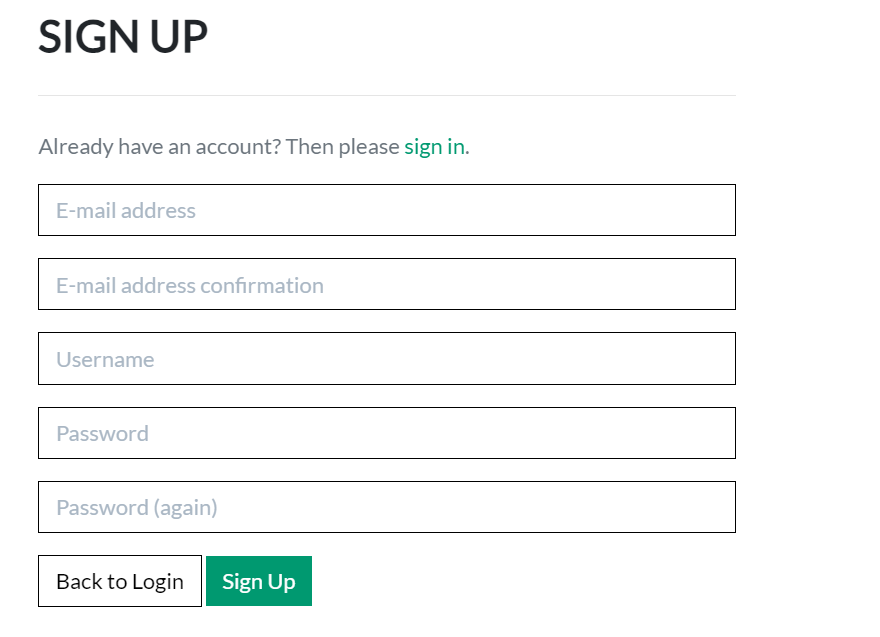 SIGN UP
Already have an account? Then please sign in.
E-mail address
E-mail address confirmation
Username
Password
Password (again)
Back to Login Sign Up